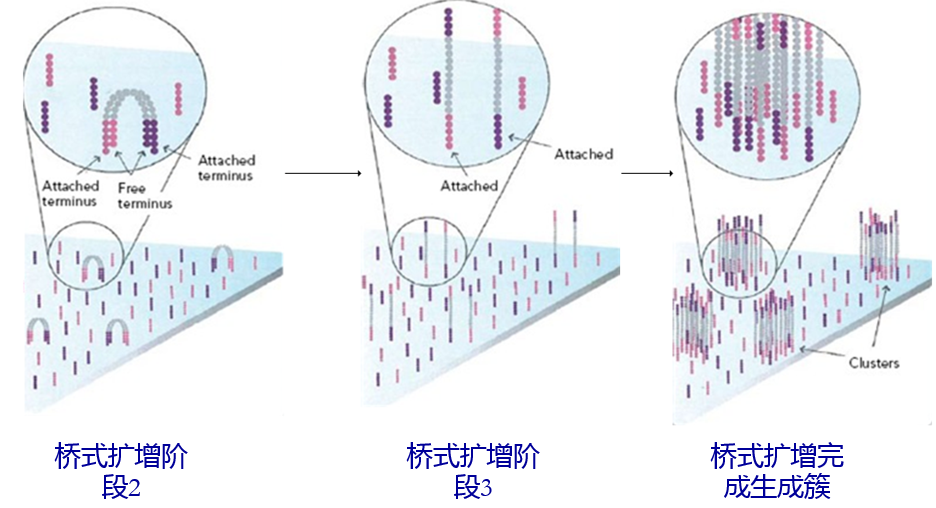 Attached
terminus
Free
terminus
Attached
terminus
Attached
Attached
Clusters
桥式扩增阶
段2
桥式扩增阶
段3
桥式扩增完
成生成簇